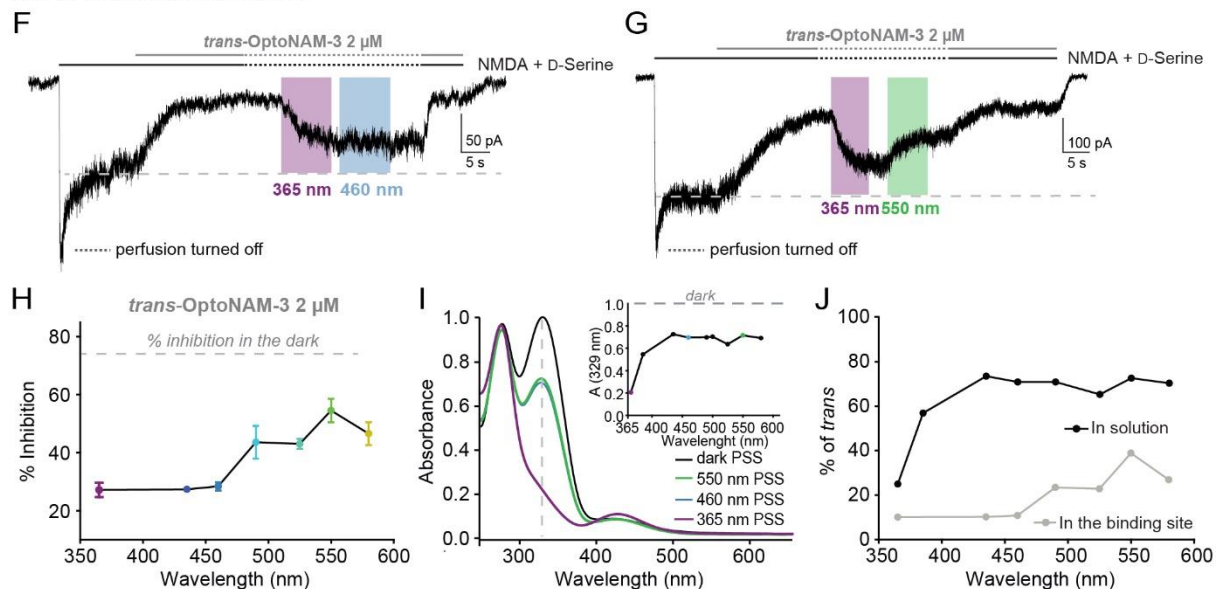 F
trans-OptoNAM-3 2 µM
NMDA + D-Serine
50 pA
5 s
365 nm
460 nm
perfusion turned off
G
trans-OptoNAM-3 2 µM
NMDA + D-Serine
100 pA
5 s
365 nm
550 nm
perfusion turned off
H
trans-OptoNAM-3 2 µM
% Inhibition
80
60
40
20
% inhibition in the dark
350
400
450
500
550
600
Wavelength (nm)
I
Absorbance
1.0
0.8
0.6
0.4
0.2
0.0
300
400
500
600
Wavelength (nm)
dark
A (329 nm)
1.0
0.8
0.6
0.4
0.2
0
365
400
450
500
550
600
Wavelenght (nm)
dark PSS
550 nm PSS
460 nm PSS
365 nm PSS
J
% of trans
100
80
60
40
20
0
In solution
In the binding site
350
400
450
500
550
600
Wavelength (nm)